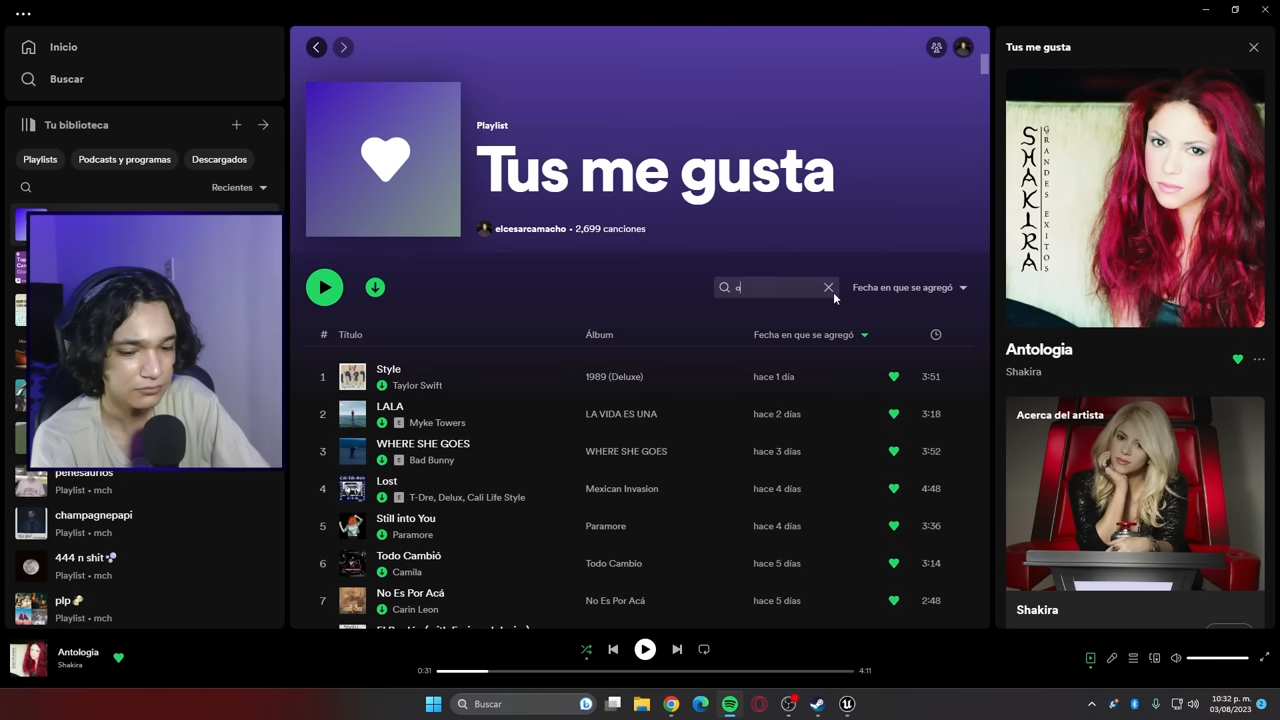 Inicio
Buscar
Tu biblioteca
Playlists
Podcasts y programas
Descargados
Recientes
penesaurios
Playlist • mch
champagnepapi
Playlist • mch
444 n shit
Playlist • mch
plp
Playlist • mch
Playlist
Tus me gusta
elcesarcamacho • 2,699 canciones
o
Fecha en que se agregó
# Título Álbum Fecha en que se agregó
1 Style Taylor Swift 1989 (Deluxe) hace 1 día 3:51
2 LALA E Myke Towers LA VIDA ES UNA hace 2 días 3:18
3 WHERE SHE GOES E Bad Bunny WHERE SHE GOES hace 3 días 3:52
4 Lost E T-Dre, Delux, Cali Life Style Mexican Invasion hace 4 días 4:48
5 Still into You Paramore Paramore hace 4 días 3:36
6 Todo Cambió Camila Todo Cambio hace 5 días 3:14
7 No Es Por Acá Carin Leon No Es Por Acá hace 5 días 2:48
Tus me gusta
SHAKIRA
GRANDES EXITOS
Antologia
Shakira
Acerca del artista
Shakira
Antologia
Shakira
0:31
4:11
Buscar
10:32 p. m.
03/08/2023